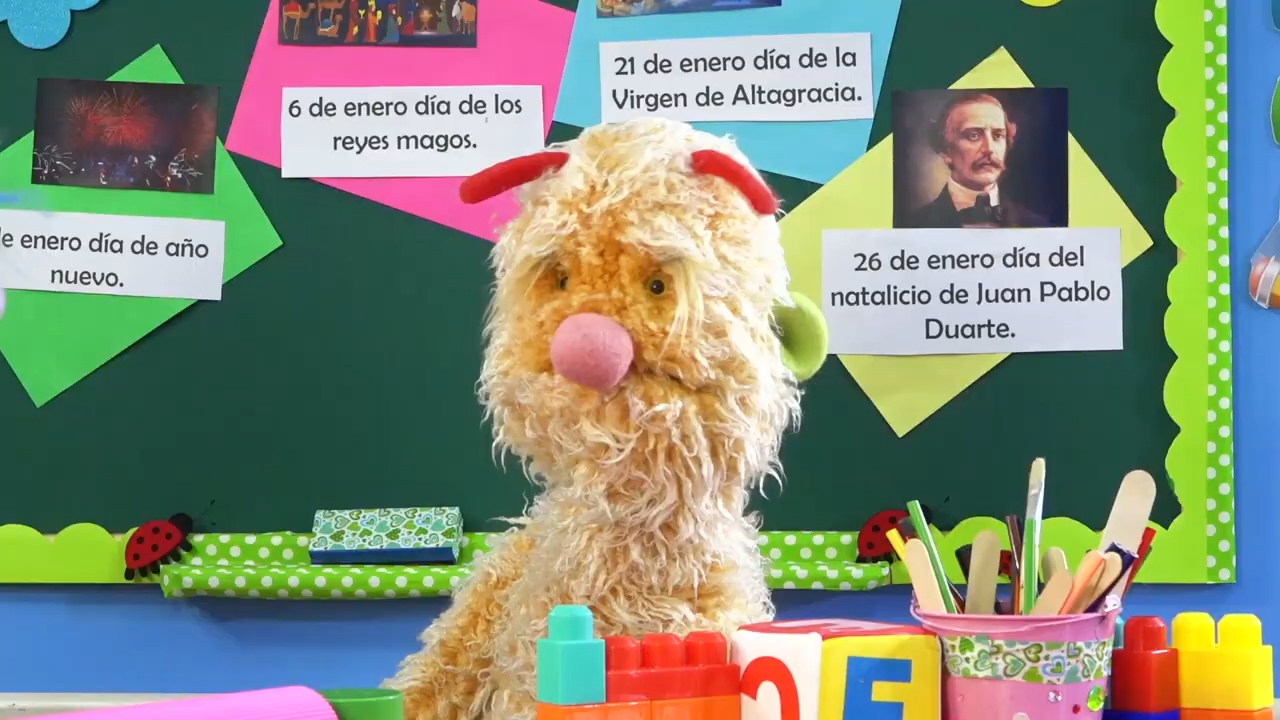 e enero día de año
nuevo.
6 de enero día de los
reyes magos.
21 de enero día de la
Virgen de Altagracia.
26 de enero día del
natalicio de Juan Pablo
Duarte.
E